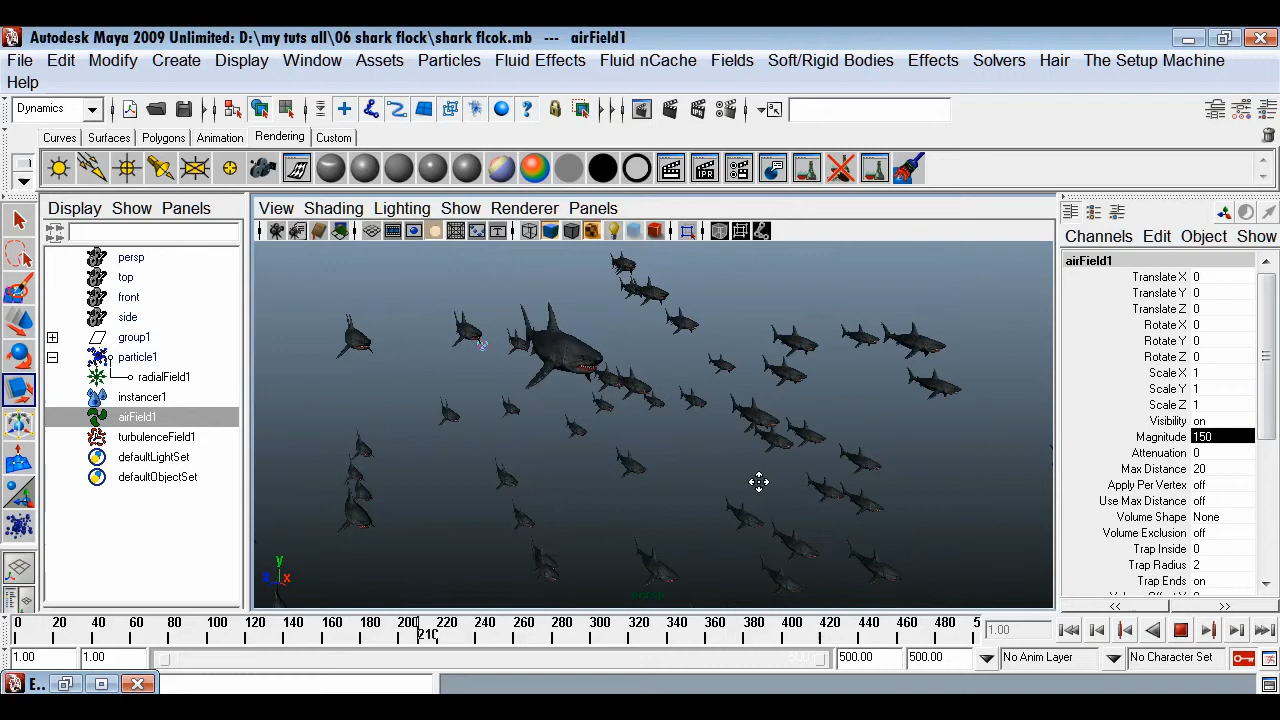 Autodesk Maya 2009 Unlimited: D:\my tuts all\06 shark flock\shark flcok.mb --- airField1
File Edit Modify Create Display Window Assets Particles Fluid Effects Fluid nCache Fields Soft/Rigid Bodies Effects Solvers Hair The Setup Machine
Help
Dynamics
Curves Surfaces Polygons Animation Rendering Custom
IPR
Display Show Panels
View Shading Lighting Show Renderer Panels
Channels Edit Object Show
persp
top
front
side
group1
particle1
radialField1
instancer1
airField1
turbulenceField1
defaultLightSet
defaultObjectSet
y
z x
persp
airField1
Translate X 0
Translate Y 0
Translate Z 0
Rotate X 0
Rotate Y 0
Rotate Z 0
Scale X 1
Scale Y 1
Scale Z 1
Visibility on
Magnitude 150
Attenuation 0
Max Distance 20
Apply Per Vertex off
Use Max Distance off
Volume Shape None
Volume Exclusion off
Trap Inside 0
Trap Radius 2
Trap Ends on
0 20 40 60 80 100 120 140 160 180 200 220 240 260 280 300 320 340 360 380 400 420 440 460 480 5
210
1.00
1.00 1.00 500.00 500.00 No Anim Layer No Character Set
E..